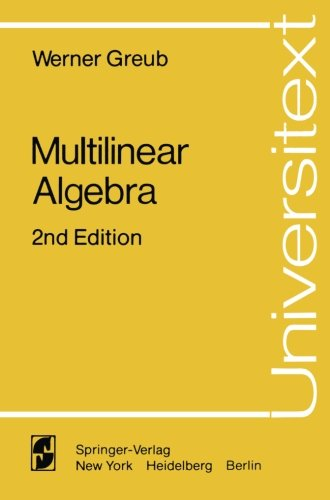 Werner Greub
Multilinear
Algebra
2nd Edition
Universitext
Springer-Verlag
New York Heidelberg Berlin